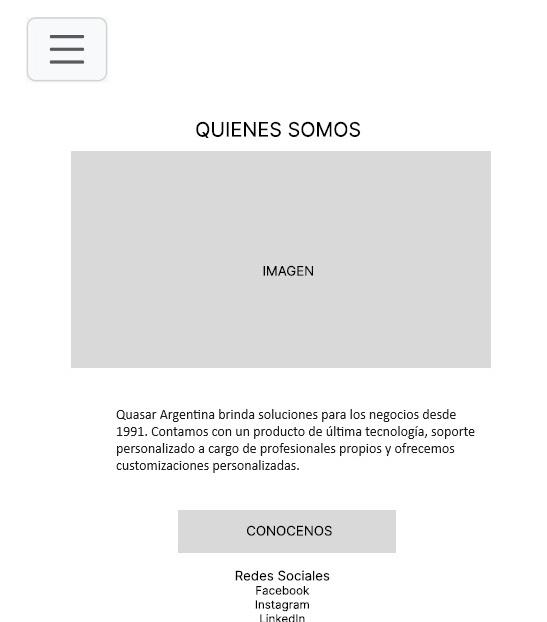 QUIENES SOMOS
IMAGEN
Quasar Argentina brinda soluciones para los negocios desde
1991. Contamos con un producto de última tecnología, soporte
personalizado a cargo de profesionales propios y ofrecemos
customizaciones personalizadas.
CONOCENOS
Redes Sociales
Facebook
Instagram
LinkedIn